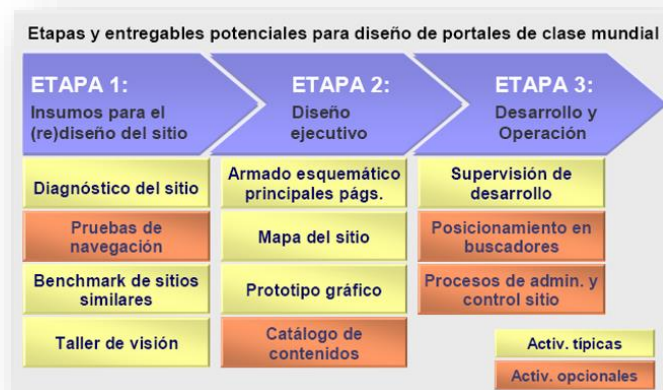 Etapas y entregables potenciales para diseño de portales de clase mundial
ETAPA 1:
Insumos para el
(re)diseño del sitio
ETAPA 2:
Diseño
ejecutivo
ETAPA 3:
Desarrollo y
Operación
Diagnóstico del sitio
Pruebas de
navegación
Benchmark de sitios
similares
Taller de visión
Armado esquemático
principales págs.
Mapa del sitio
Prototipo gráfico
Catálogo de
contenidos
Supervisión de
desarrollo
Posicionamiento en
buscadores
Procesos de admin. y
control sitio
Activ. típicas
Activ. opcionales